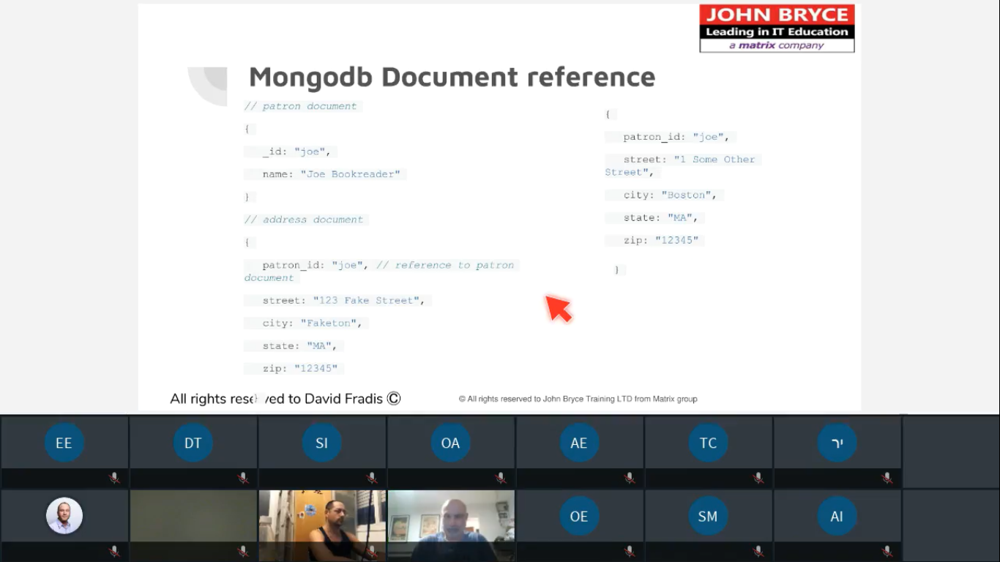 JOHN BRYCE
Leading in IT Education
a matrix company
Mongodb Document reference
// patron document
{
_id: "joe",
name: "Joe Bookreader"
}
// address document
{
patron_id: "joe", // reference to patron
document
street: "123 Fake Street",
city: "Faketon",
state: "MA",
zip: "12345"
{
patron_id: "joe",
street: "1 Some Other
Street",
city: "Boston",
state: "MA",
zip: "12345"
}
All rights to David Fradis ©
© All rights reserved to John Bryce Training LTD from Matrix group
EE
DT
SI
OA
AE
TC
יר
OE
SM
AI